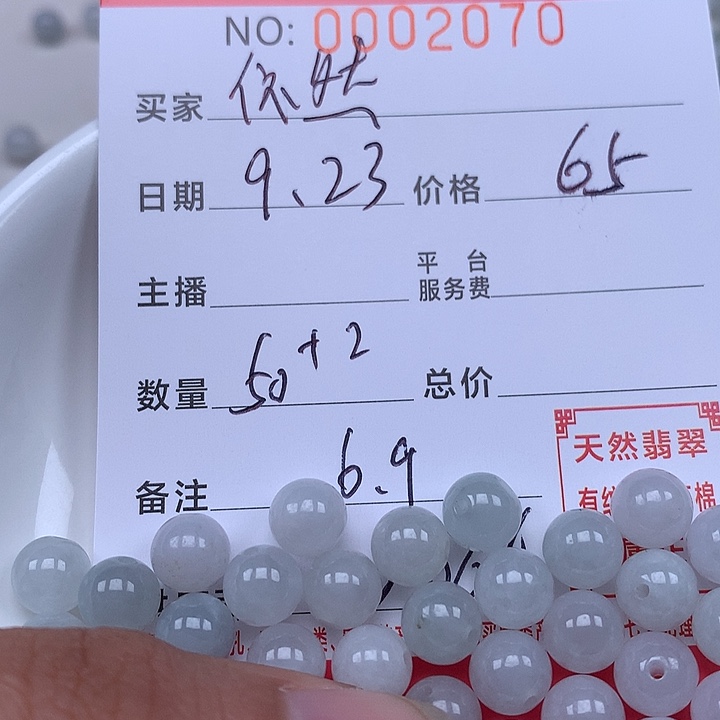 NO: 0002070
买家 依然
日期 9.23 价格 65
主播 平台服务费
数量 50+2 总价
备注 6.9
天然翡翠